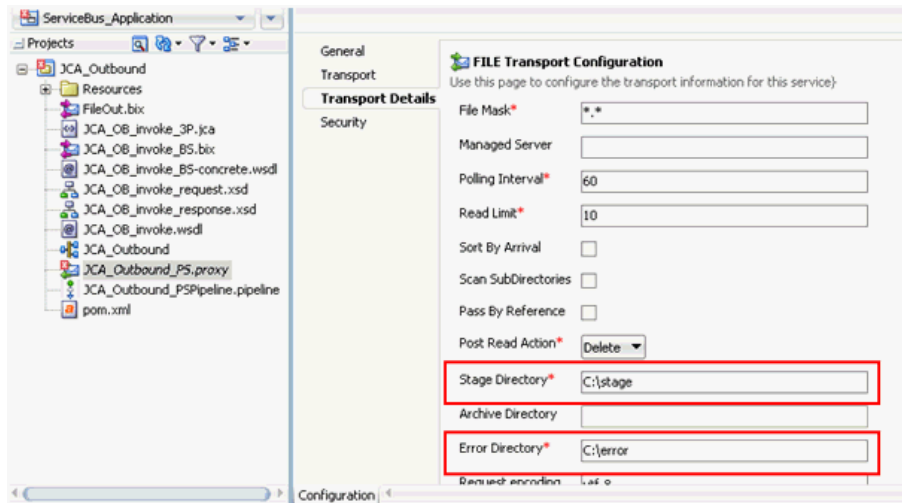 ServiceBus_Application
Projects
JCA_Outbound
Resources
FileOut.bix
JCA_OB_invoke_3P.jca
JCA_OB_invoke_BS.bix
JCA_OB_invoke_BS-concrete.wsdl
JCA_OB_invoke_request.xsd
JCA_OB_invoke_response.xsd
JCA_OB_invoke.wsdl
JCA_Outbound
JCA_Outbound_PS.proxy
JCA_Outbound_PSPipeline.pipeline
pom.xml
General
Transport
Transport Details
Security
FILE Transport Configuration
Use this page to configure the transport information for this service}
File Mask* *.*
Managed Server
Polling Interval* 60
Read Limit* 10
Sort By Arrival
Scan SubDirectories
Pass By Reference
Post Read Action* Delete
Stage Directory* C:\stage
Archive Directory
Error Directory* C:\error
Request encoding utf-8
Configuration